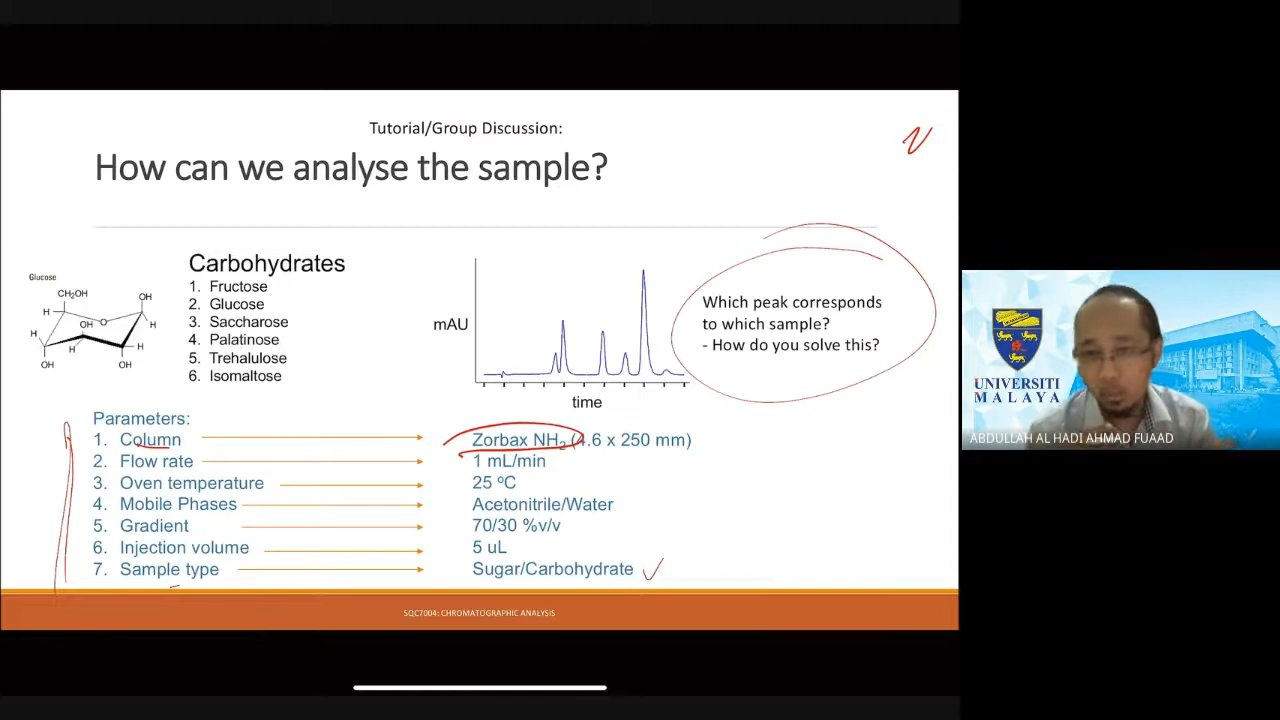 Tutorial/Group Discussion:
How can we analyse the sample?
Glucose
CH₂OH
OH
H
O
H
OH
H
H
H
OH
OH
Carbohydrates
1. Fructose
2. Glucose
3. Saccharose
4. Palatinose
5. Trehalulose
6. Isomaltose
mAU
time
Which peak corresponds
to which sample?
- How do you solve this?
Parameters:
1. Column Zorbax NH₂ (4.6 x 250 mm)
2. Flow rate 1 mL/min
3. Oven temperature 25 ºC
4. Mobile Phases Acetonitrile/Water
5. Gradient 70/30 %v/v
6. Injection volume 5 uL
7. Sample type Sugar/Carbohydrate
SQC7004: CHROMATOGRAPHIC ANALYSIS
UNIVERSITI
MALAYA
ABDULLAH AL HADI AHMAD FUAAD